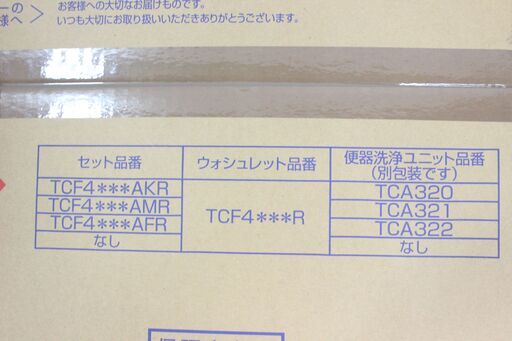 ーの
様へ >
お客様への大切なお届けものです。
いつも大切にお取り扱いいただきありがとうございます。
セット品番 ウォシュレット品番 便器洗浄ユニット品番
(別包装です)
TCF4***AKR TCF4***R TCA320
TCF4***AMR TCA321
TCF4***AFR TCA322
なし なし